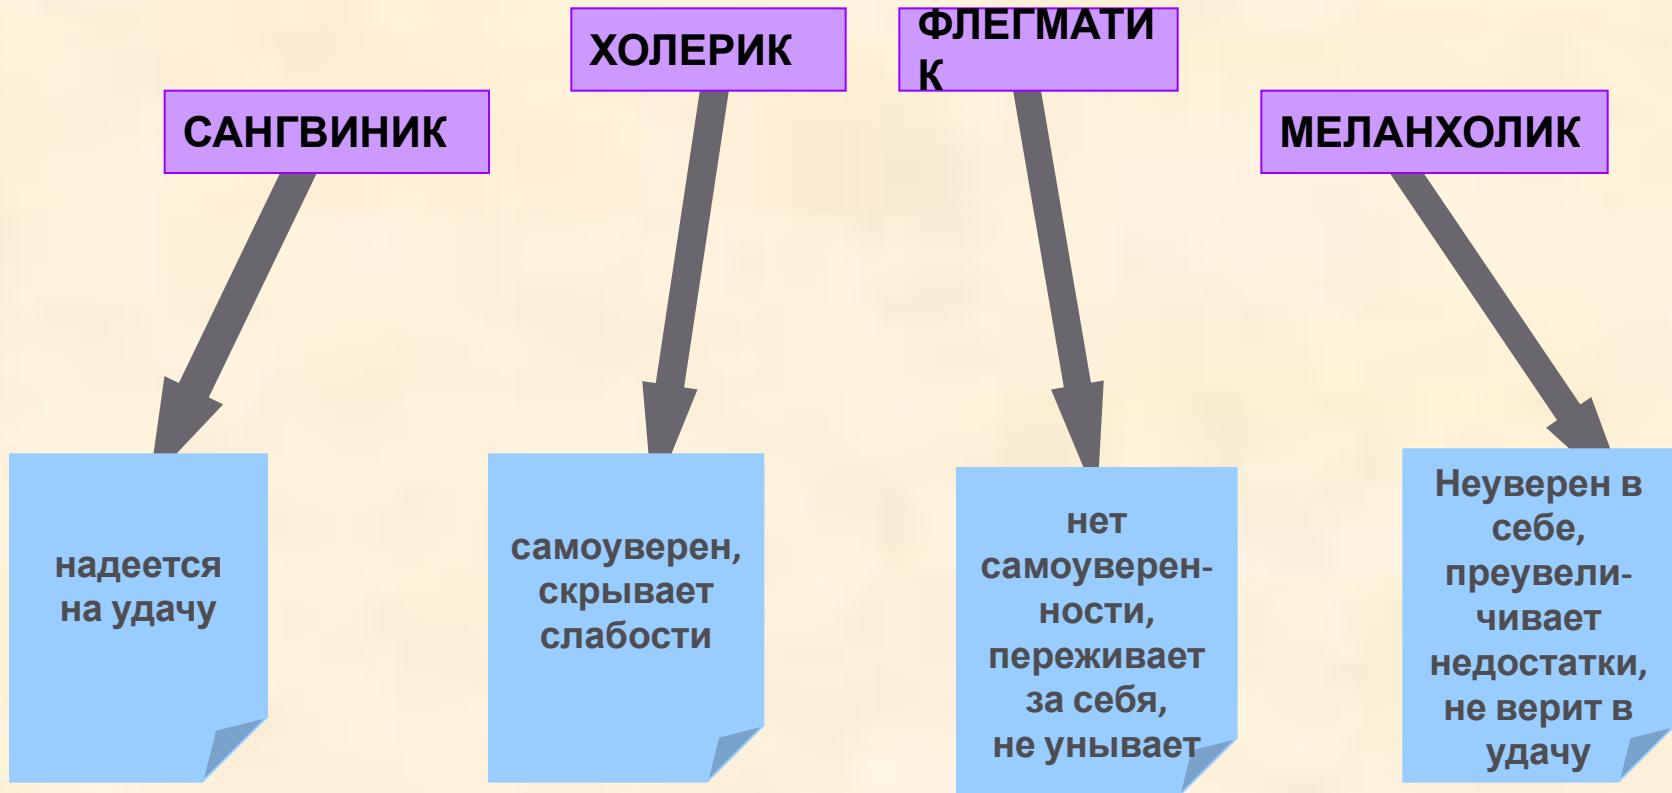 ХОЛЕРИК
ФЛЕГМАТИ
К
САНГВИНИК
МЕЛАНХОЛИК
надеется
на удачу
самоуверен,
скрывает
слабости
нет
самоуверен-
ности,
переживает
за себя,
не унывает
Неуверен в
себе,
преувели-
чивает
недостатки,
не верит в
удачу